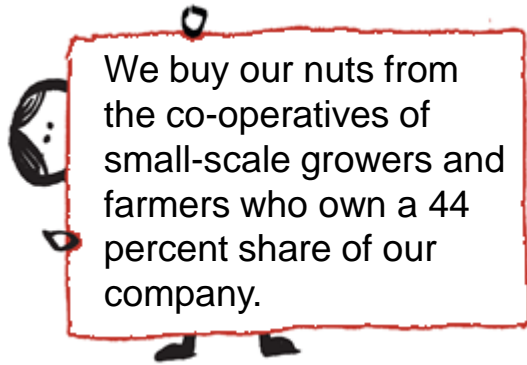 We buy our nuts from
the co-operatives of
small-scale growers and
farmers who own a 44
percent share of our
company.